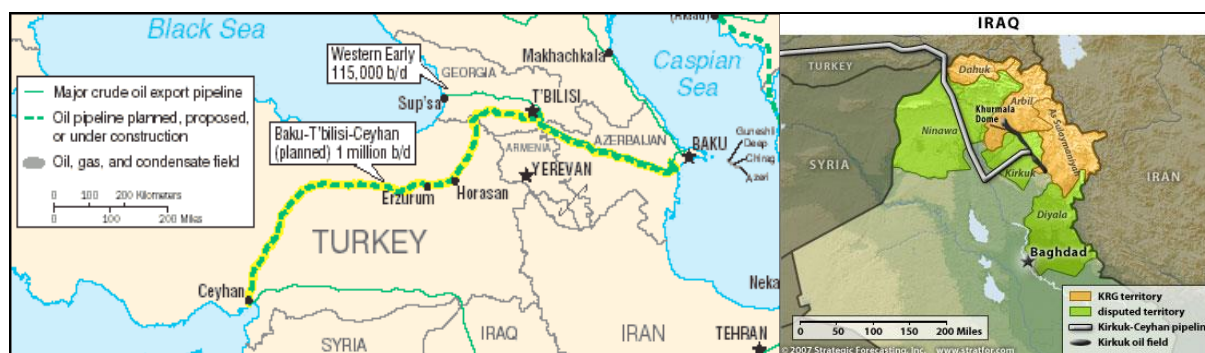 (Aksau)
Black Sea
Western Early
115,000 b/d
Makhachkala
Caspian
Sea
GEORGIA
Major crude oil export pipeline
Oil pipeline planned, proposed,
or under construction
Oil, gas, and condensate field
0 100 200 Kilometers
0 100 200 Miles
Sup'sa
T'BILISI
Baku-T'bilisi-Ceyhan
(planned) 1 million b/d
AZERBAIJAN
ARMENIA
BAKU
Guneshli
Deep
Chirag
Azeri
YEREVAN
Erzurum
Horasan
TURKEY
Ceyhan
Neka
SYRIA
IRAQ
IRAN
TEHRAN
IRAQ
TURKEY
Dahuk
Arbil
Khurmala
Dome
As Sulaymaniyah
Ninawa
SYRIA
Kirkuk
IRAN
Diyala
Baghdad
KRG territory
disputed territory
Kirkuk-Ceyhan pipelin
Kirkuk oil field
0 50 100 150 200
Miles
© 2007 Strategic Forecasting, Inc. www.stratfor.com